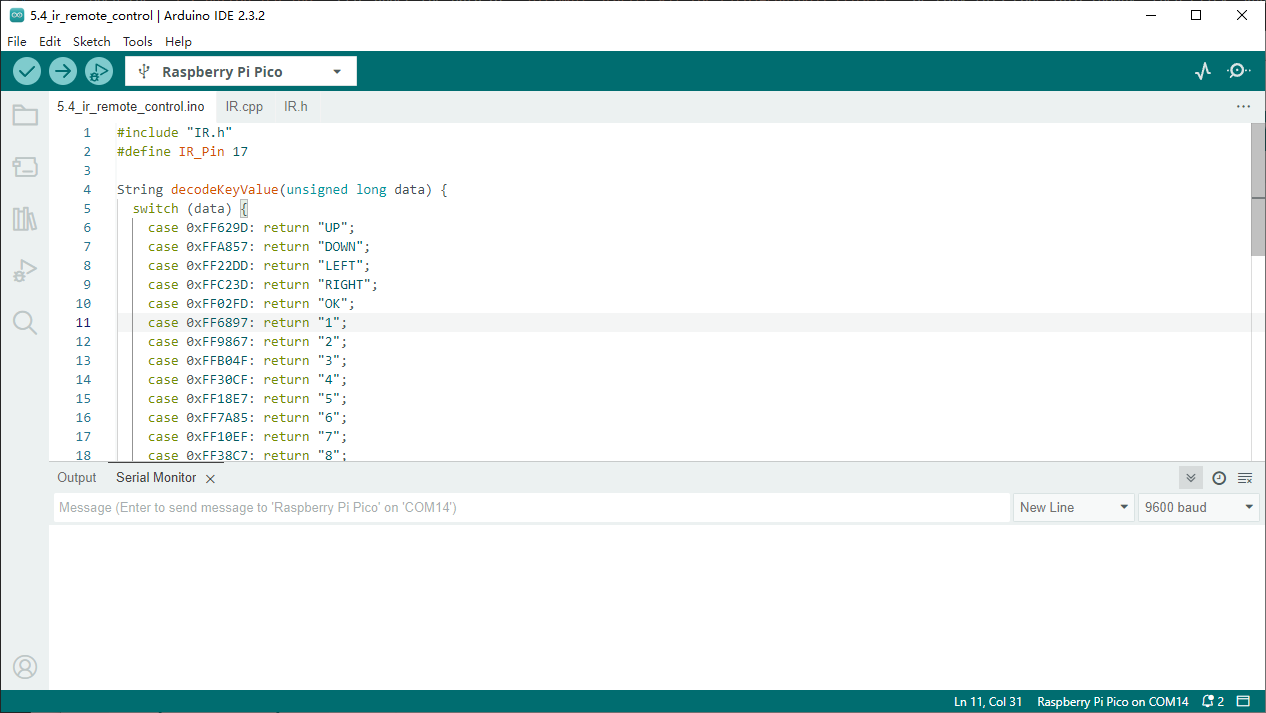 5.4_ir_remote_control | Arduino IDE 2.3.2
File Edit Sketch Tools Help
Raspberry Pi Pico
5.4_ir_remote_control.ino IR.cpp IR.h
1 #include "IR.h"
2 #define IR_Pin 17
3
4 String decodeKeyValue(unsigned long data) {
5 switch (data) {
6 case 0xFF629D: return "UP";
7 case 0xFFA857: return "DOWN";
8 case 0xFF22DD: return "LEFT";
9 case 0xFFC23D: return "RIGHT";
10 case 0xFF02FD: return "OK";
11 case 0xFF6897: return "1";
12 case 0xFF9867: return "2";
13 case 0xFFB04F: return "3";
14 case 0xFF30CF: return "4";
15 case 0xFF18E7: return "5";
16 case 0xFF7A85: return "6";
17 case 0xFF10EF: return "7";
18 case 0xFF38C7: return "8";
Output Serial Monitor
Message (Enter to send message to 'Raspberry Pi Pico' on 'COM14') New Line 9600 baud
Ln 11, Col 31 Raspberry Pi Pico on COM14 2